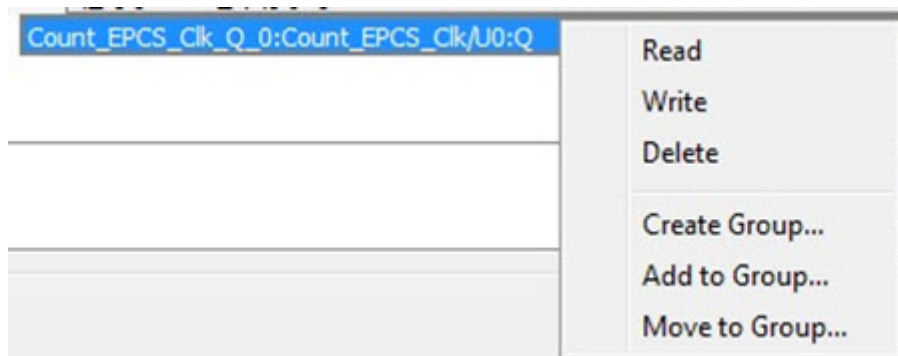 Count_EPCS_Clk_Q_0:Count_EPCS_Clk/U0:Q
Read
Write
Delete
Create Group...
Add to Group...
Move to Group...